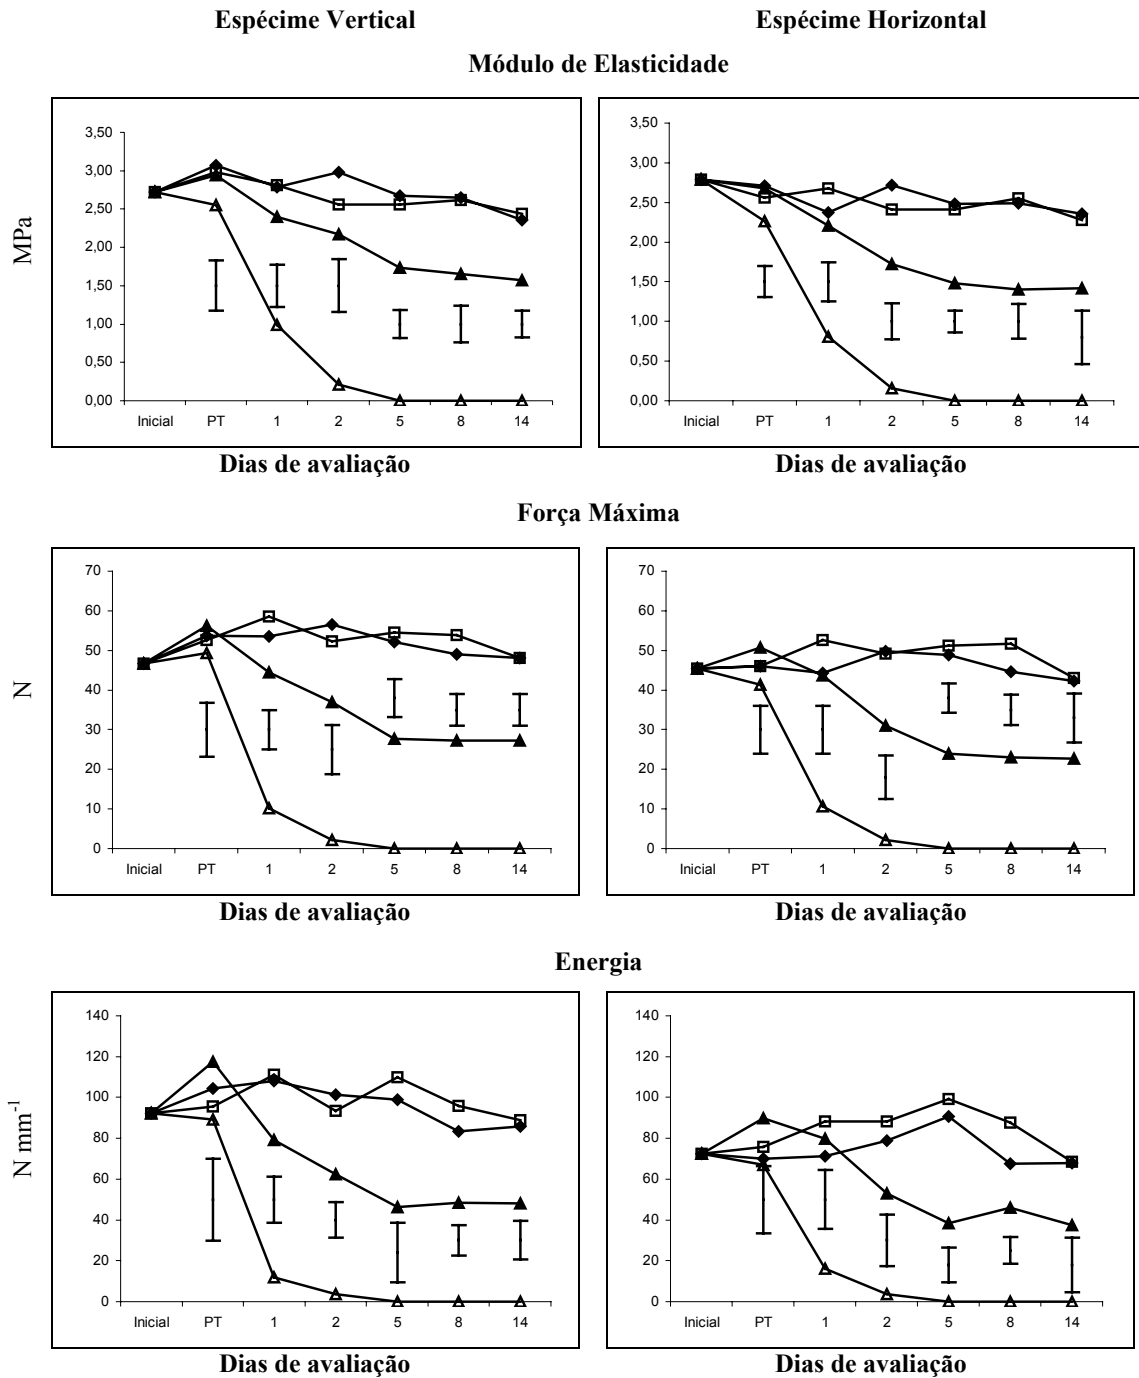 Espécime Vertical Espécime Horizontal
Módulo de Elasticidade
MPa
3,50
3,00
2,50
2,00
1,50
1,00
0,50
0,00
Inicial PT 1 2 5 8 14
Dias de avaliação
3,50
3,00
2,50
2,00
1,50
1,00
0,50
0,00
Inicial PT 1 2 5 8 14
Dias de avaliação
Força Máxima
N
70
60
50
40
30
20
10
0
Inicial PT 1 2 5 8 14
Dias de avaliação
70
60
50
40
30
20
10
0
Inicial PT 1 2 5 8 14
Dias de avaliação
Energia
N mm⁻¹
140
120
100
80
60
40
20
0
Inicial PT 1 2 5 8 14
Dias de avaliação
140
120
100
80
60
40
20
0
Inicial PT 1 2 5 8 14
Dias de avaliação